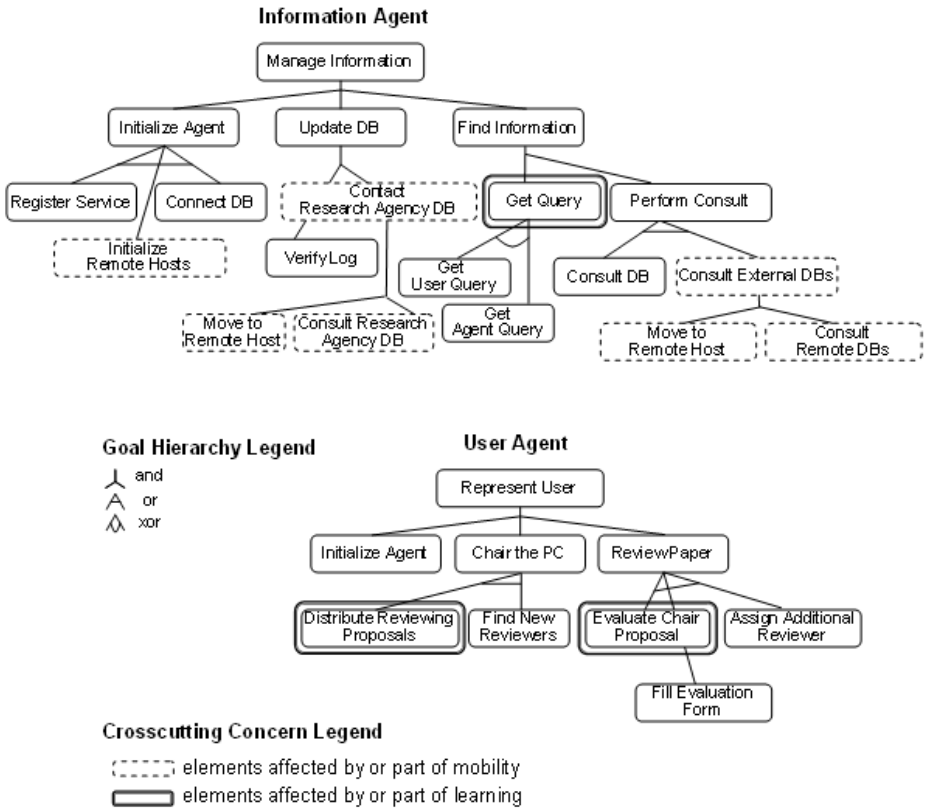 Information Agent
Manage Information
Initialize Agent
Update DB
Find Information
Register Service
Connect DB
Contact
Research Agency DB
Get Query
Perform Consult
Initialize
Remote Hosts
Verify Log
Get
User Query
Consult DB
Consult External DBs
Move to
Remote Host
Consult Research
Agency DB
Get
Agent Query
Move to
Remote Host
Consult
Remote DBs
Goal Hierarchy Legend
and
or
xor
User Agent
Represent User
Initialize Agent
Chair the PC
Review Paper
Distribute Reviewing
Proposals
Find New
Reviewers
Evaluate Chair
Proposal
Assign Additional
Reviewer
Fill Evaluation
Form
Crosscutting Concern Legend
elements affected by or part of mobility
elements affected by or part of learning